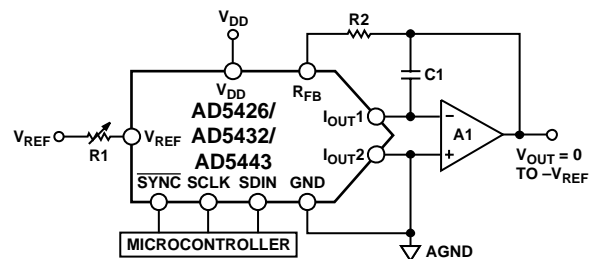 V_DD
R2
C1
V_DD
R_FB
AD5426/
AD5432/
AD5443
I_OUT1
I_OUT2
A1
V_REF
R1
V_REF
V_OUT = 0
TO –V_REF
SYNC SCLK SDIN GND
MICROCONTROLLER
AGND